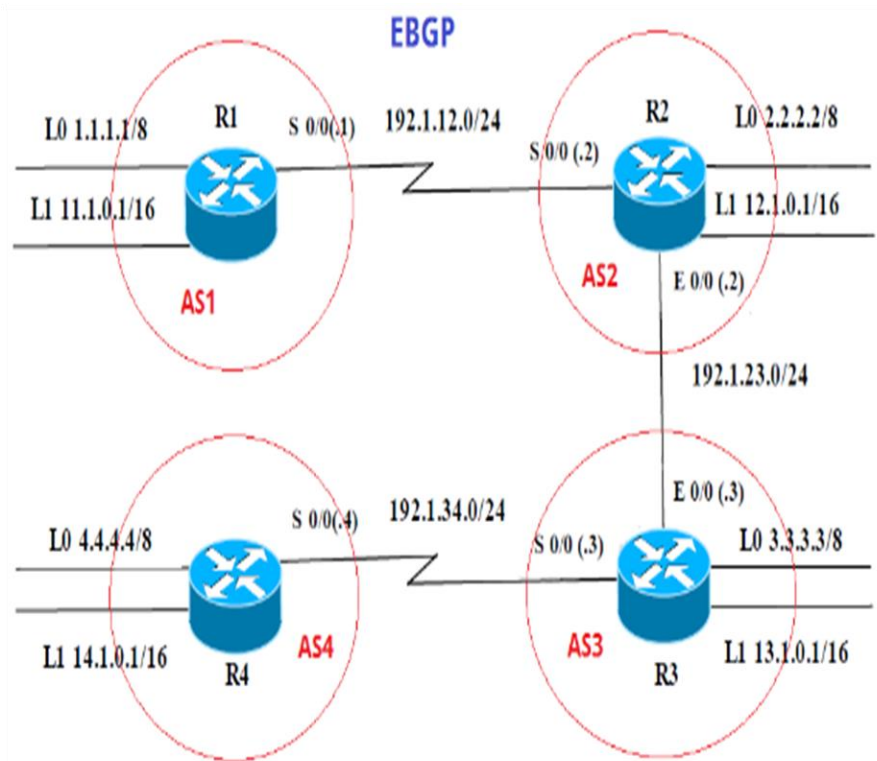 EBGP
R1
S 0/0(.1)
192.1.12.0/24
R2
L0 1.1.1.1/8
L0 2.2.2.2/8
S 0/0 (.2)
L1 11.1.0.1/16
L1 12.1.0.1/16
AS1
AS2
E 0/0 (.2)
192.1.23.0/24
E 0/0 (.3)
S 0/0(.4)
192.1.34.0/24
L0 4.4.4.4/8
S 0/0 (.3)
L0 3.3.3.3/8
L1 14.1.0.1/16
AS4
AS3
L1 13.1.0.1/16
R4
R3